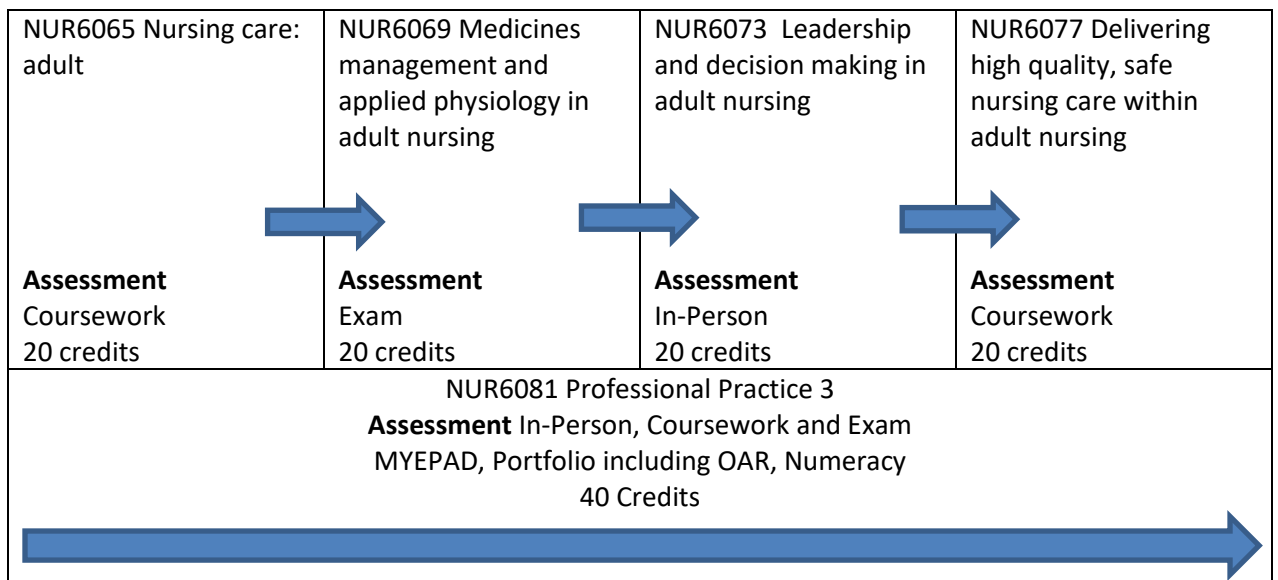 NUR6065 Nursing care:
adult
Assessment
Coursework
20 credits
NUR6069 Medicines
management and
applied physiology in
adult nursing
Assessment
Exam
20 credits
NUR6073  Leadership
and decision making in
adult nursing
Assessment
In-Person
20 credits
NUR6077 Delivering
high quality, safe
nursing care within
adult nursing
Assessment
Coursework
20 credits
NUR6081 Professional Practice 3
Assessment In-Person, Coursework and Exam
MYEPAD, Portfolio including OAR, Numeracy
40 Credits